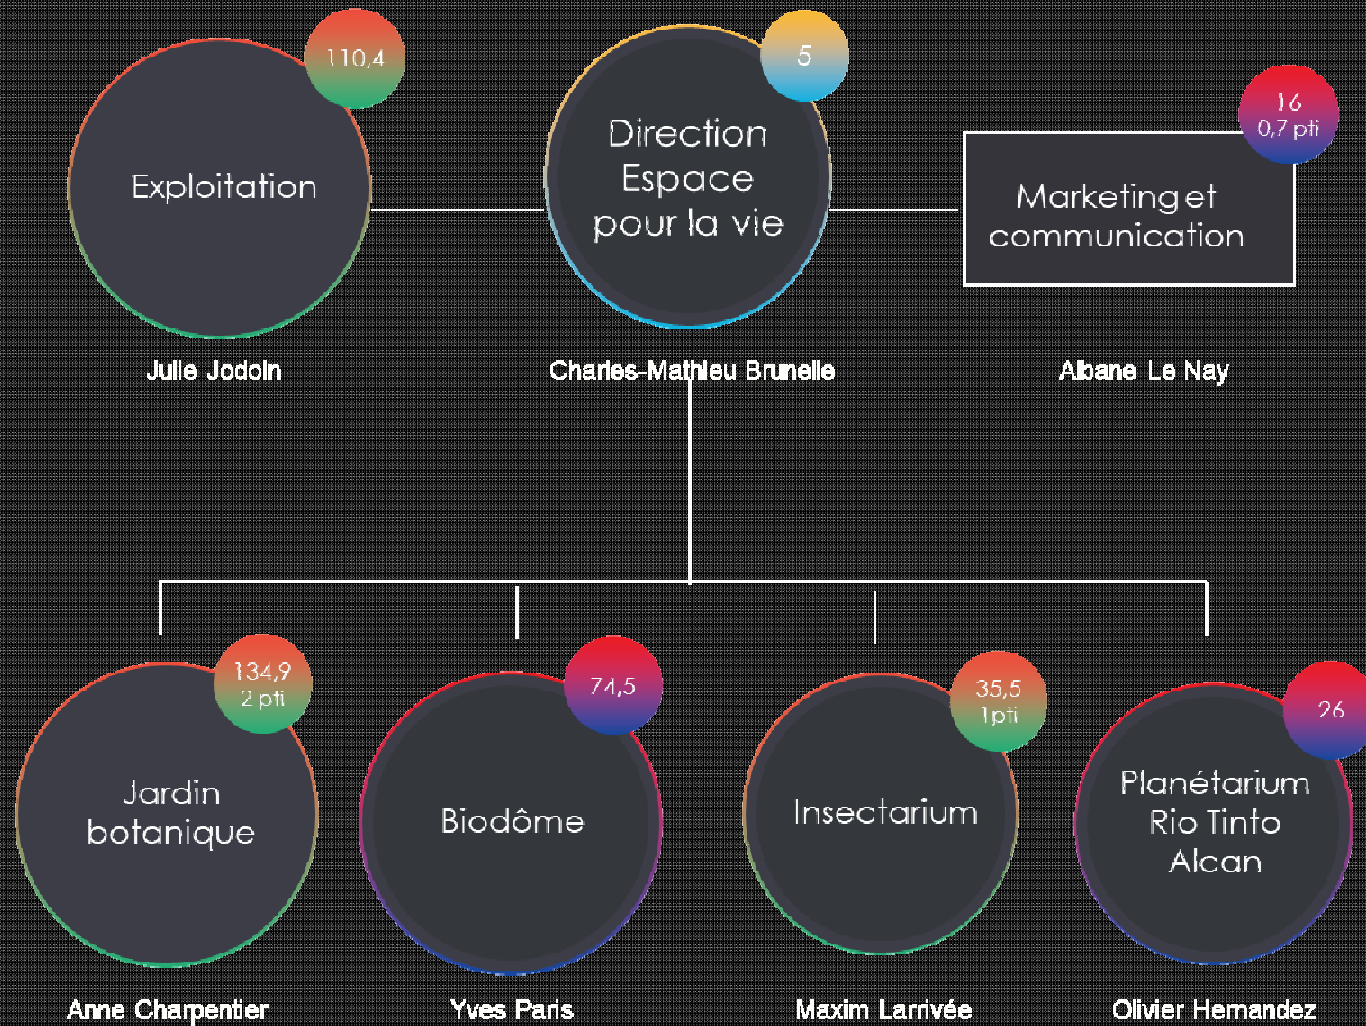 110,4
Exploitation
Julie Jodoin
5
Direction
Espace
pour la vie
Charles-Mathieu Brunelle
16
0,7 pti
Marketing et
communication
Albane Le Nay
134,9
2 pti
Jardin
botanique
Anne Charpentier
74,5
Biodôme
Yves Paris
35,5
1pti
Insectarium
Maxim Larrivée
26
Planétarium
Rio Tinto
Alcan
Olivier Hernandez